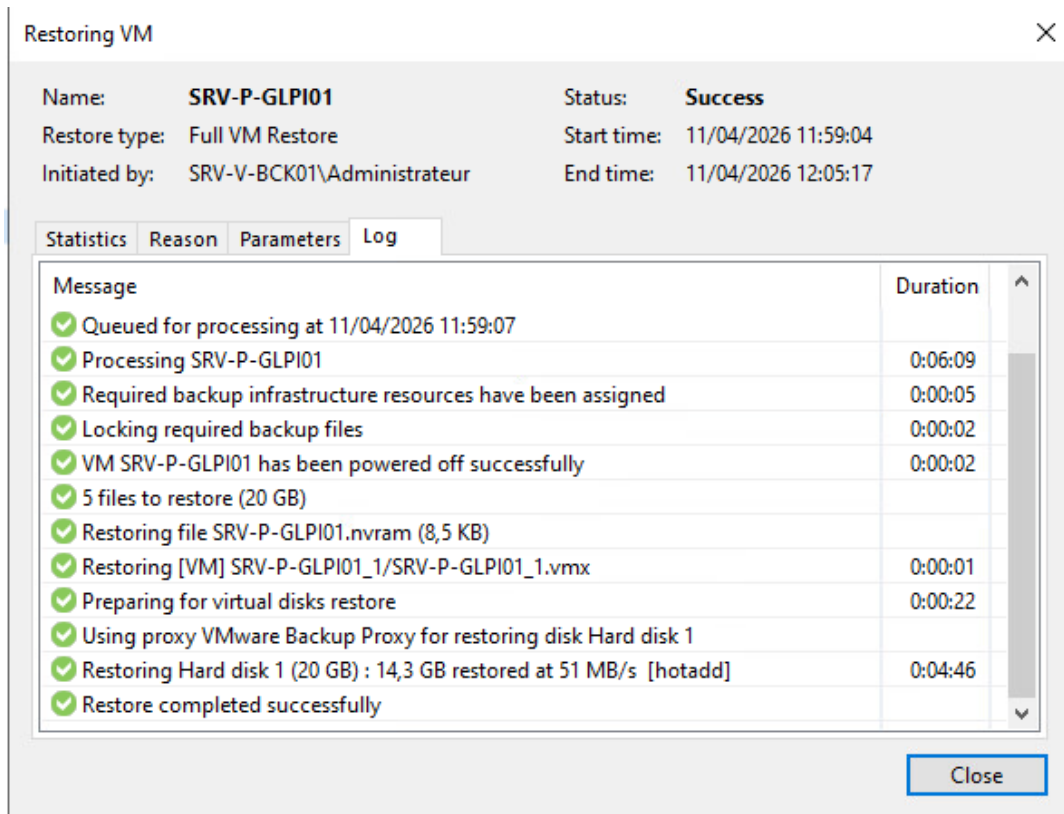 Restoring VM
Name: SRV-P-GLPI01 Status: Success
Restore type: Full VM Restore Start time: 11/04/2026 11:59:04
Initiated by: SRV-V-BCK01\Administrateur End time: 11/04/2026 12:05:17
Statistics Reason Parameters Log
Message Duration
Queued for processing at 11/04/2026 11:59:07
Processing SRV-P-GLPI01 0:06:09
Required backup infrastructure resources have been assigned 0:00:05
Locking required backup files 0:00:02
VM SRV-P-GLPI01 has been powered off successfully 0:00:02
5 files to restore (20 GB)
Restoring file SRV-P-GLPI01.nvram (8,5 KB)
Restoring [VM] SRV-P-GLPI01_1/SRV-P-GLPI01_1.vmx 0:00:01
Preparing for virtual disks restore 0:00:22
Using proxy VMware Backup Proxy for restoring disk Hard disk 1
Restoring Hard disk 1 (20 GB) : 14,3 GB restored at 51 MB/s [hotadd] 0:04:46
Restore completed successfully
Close